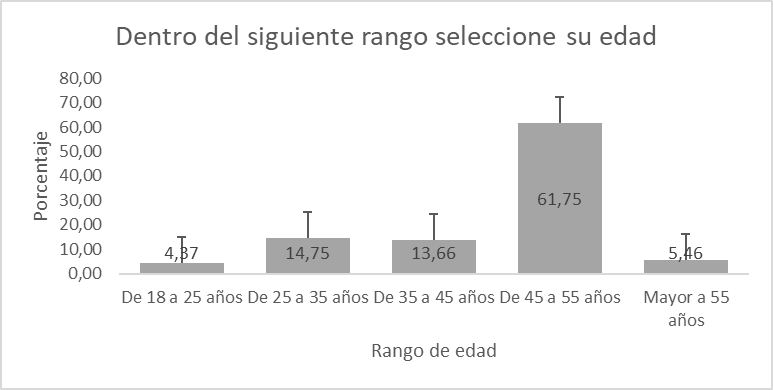 Dentro del siguiente rango seleccione su edad
80,00
70,00
60,00
50,00
40,00
30,00
20,00
10,00
0,00
Porcentaje
4,37
14,75
13,66
61,75
5,46
De 18 a 25 años
De 25 a 35 años
De 35 a 45 años
De 45 a 55 años
Mayor a 55
años
Rango de edad